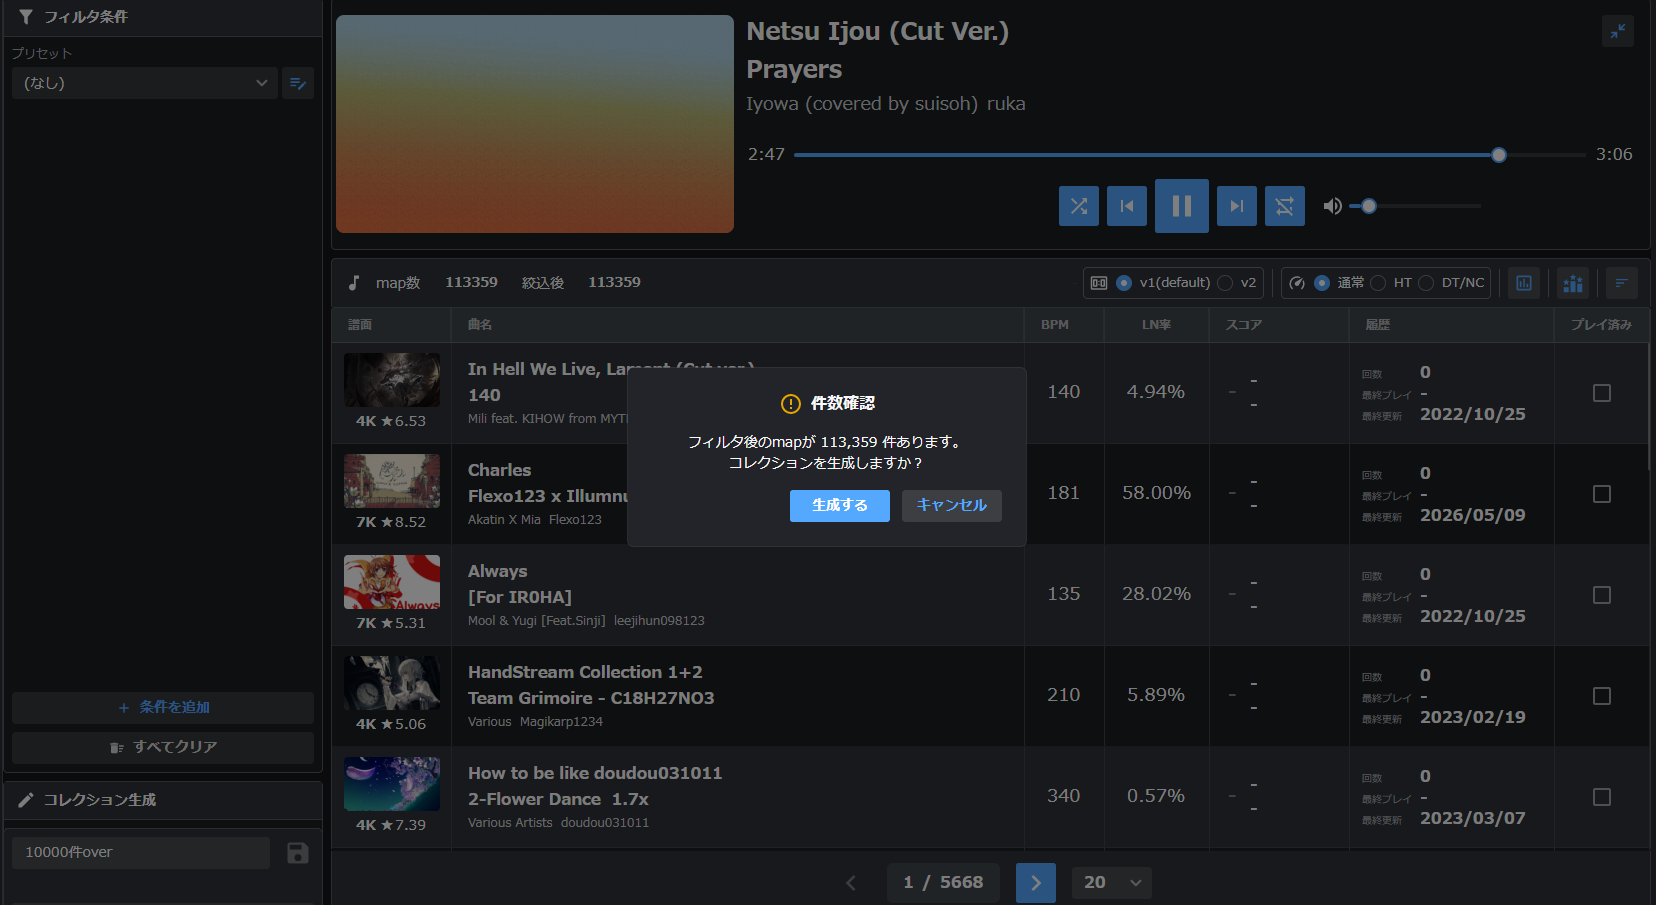 フィルタ条件
プリセット
(なし)
条件を追加
すべてクリア
コレクション生成
10000件over
Netsu Ijou (Cut Ver.)
Prayers
Iyowa (covered by suisoh) ruka
2:47
3:06
map数 113359 絞込後 113359
v1(default) v2
通常 HT DT/NC
譜面 曲名 BPM LN率 スコア 履歴 プレイ済み
In Hell We Live, Lament (Cut ver.)
140
Mili feat. KIHOW from MYTH
4K ★6.53
140
4.94%
- -
-
回数 0
最終プレイ -
最終更新 2022/10/25
Charles
Flexo123 x Illumnu
Akatin X Mia Flexo123
7K ★8.52
181
58.00%
- -
-
回数 0
最終プレイ -
最終更新 2026/05/09
Always
Always
[For IR0HA]
Mool & Yugi [Feat.Sinji] leejihun098123
7K ★5.31
135
28.02%
- -
-
回数 0
最終プレイ -
最終更新 2022/10/25
HandStream Collection 1+2
Team Grimoire - C18H27NO3
Various Magikarp1234
4K ★5.06
210
5.89%
- -
-
回数 0
最終プレイ -
最終更新 2023/02/19
How to be like doudou031011
2-Flower Dance 1.7x
Various Artists doudou031011
4K ★7.39
340
0.57%
- -
-
回数 0
最終プレイ -
最終更新 2023/03/07
件数確認
フィルタ後のmapが 113,359 件あります。
コレクションを生成しますか？
生成する
キャンセル
1 / 5668
20